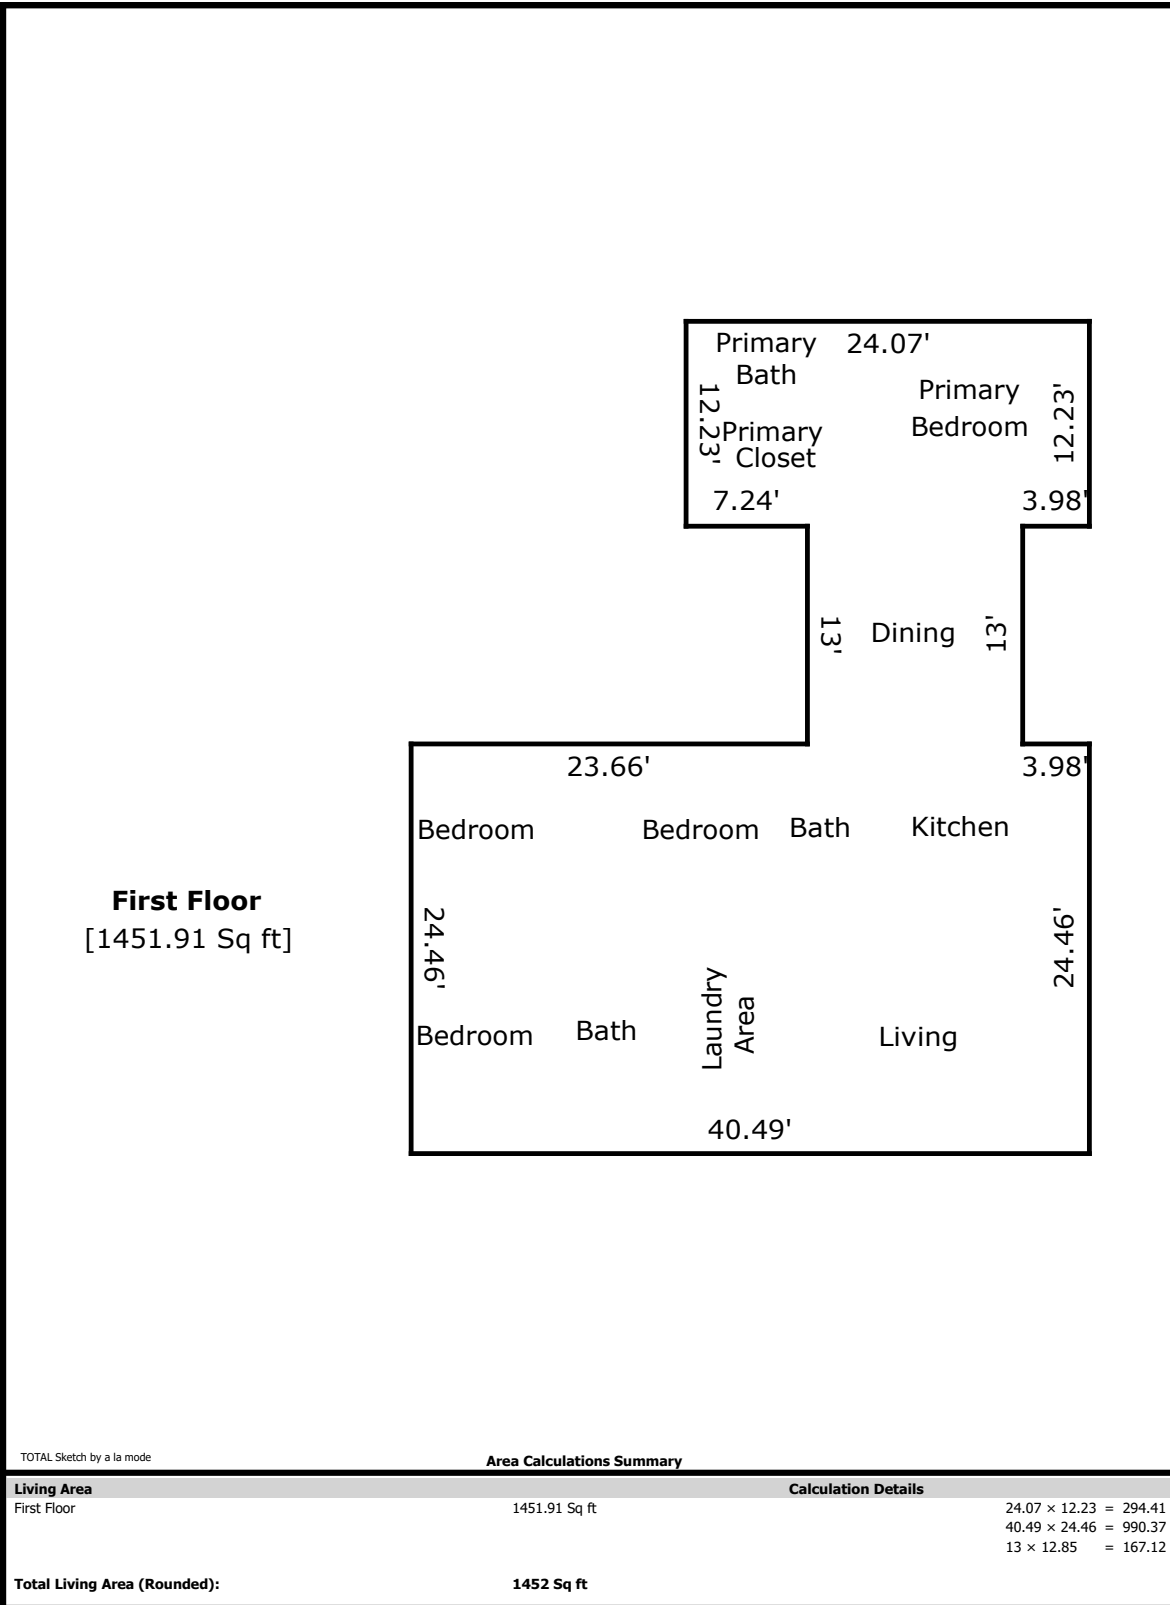 Primary 24.07'
Bath
Primary
Bedroom
12.23'
12.23'
Primary
Closet
7.24'
3.98'
13'
Dining
13'
23.66'
3.98'
Bedroom
Bedroom
Bath
Kitchen
First Floor
[1451.91 Sq ft]
24.46'
24.46'
Laundry
Area
Bedroom
Bath
Living
40.49'
TOTAL Sketch by a la mode
Area Calculations Summary
Living Area Calculation Details
First Floor 1451.91 Sq ft 24.07 × 12.23 = 294.41
40.49 × 24.46 = 990.37
13 × 12.85 = 167.12
Total Living Area (Rounded): 1452 Sq ft